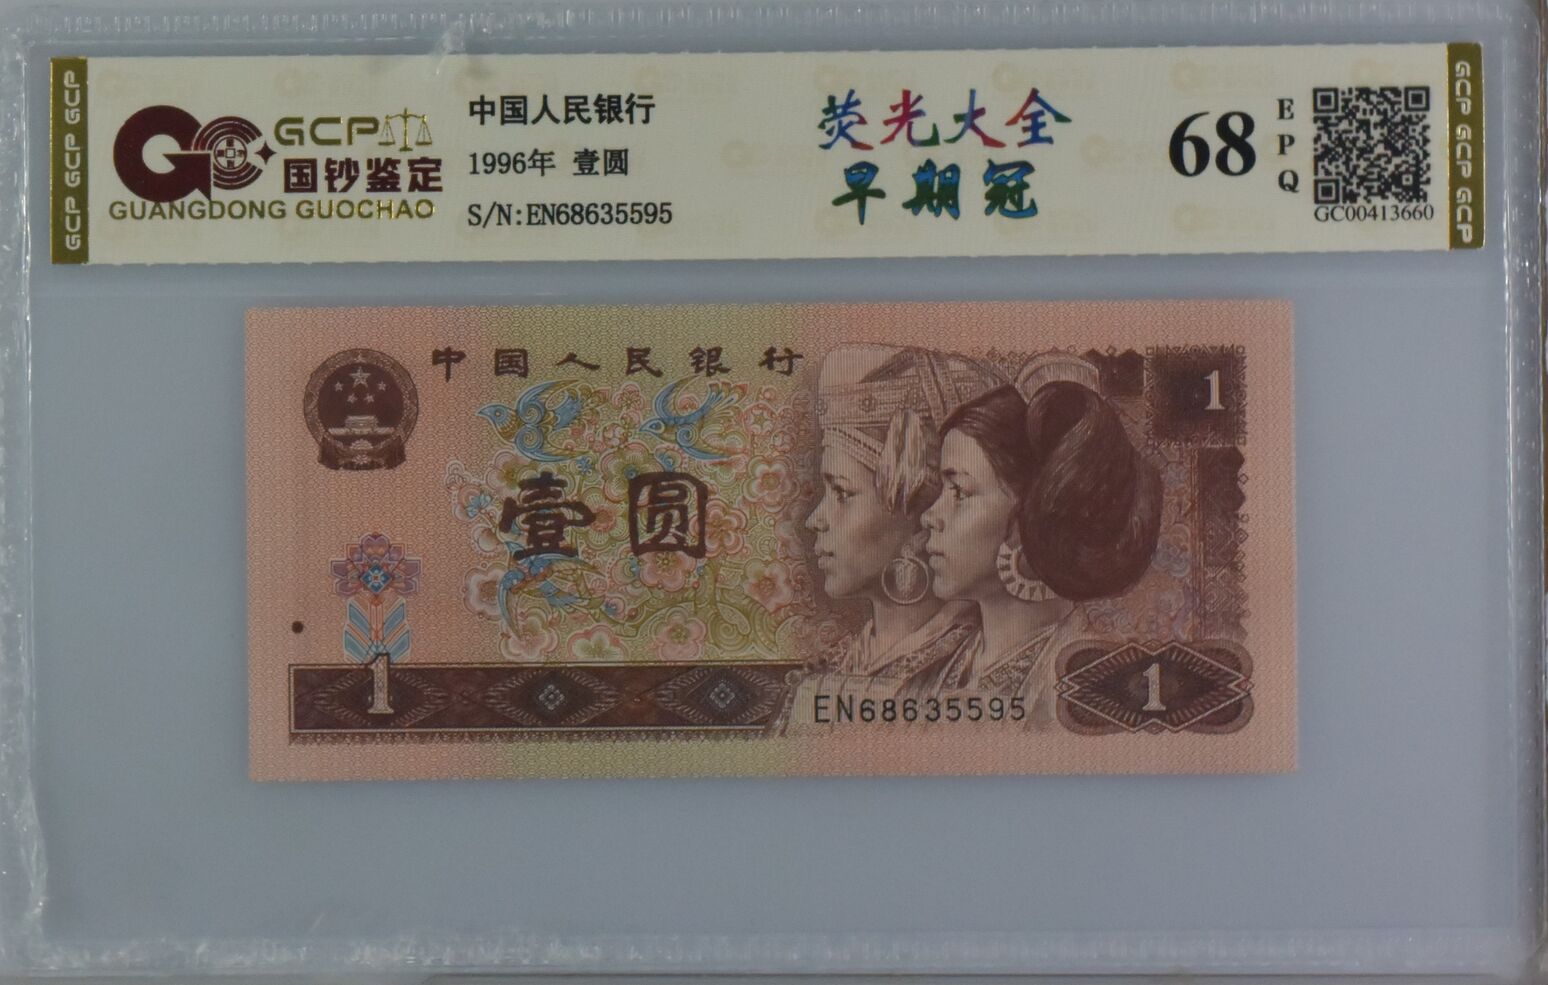 GCP GCP GCP
GCP
国钞鉴定
GUANGDONG GUOCHAO
中国人民银行
1996年 壹圆
S/N:EN68635595
荧光大全
早期冠
68
EPQ
GC00413660
GCP GCP GCP
中国人民银行
1
壹圆
1
EN68635595
1